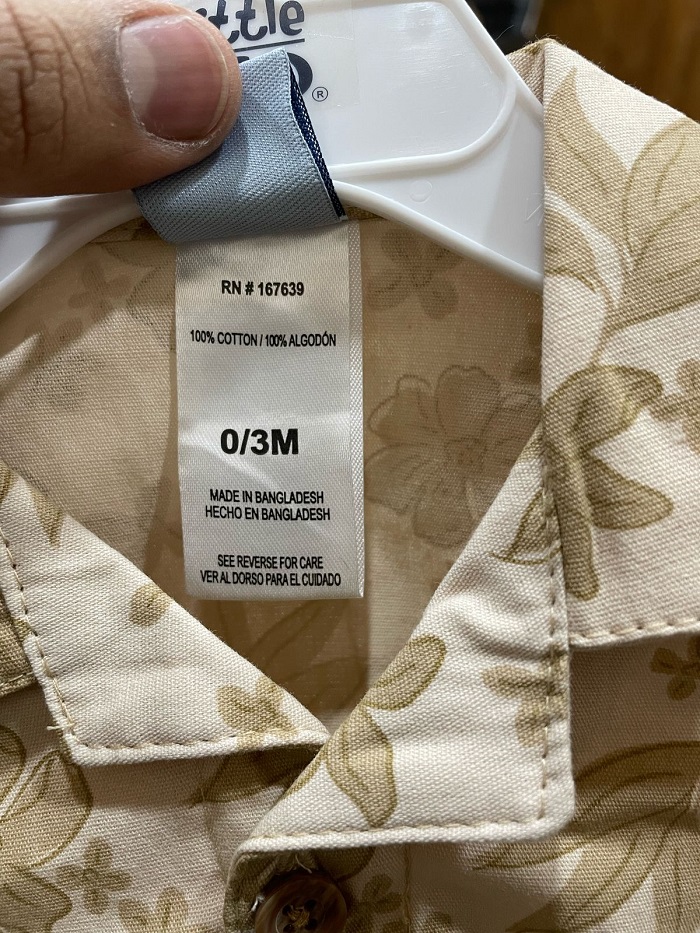 RN # 167639
100% COTTON / 100% ALGODÓN
0/3M
MADE IN BANGLADESH
HECHO EN BANGLADESH
SEE REVERSE FOR CARE
VER AL DORSO PARA EL CUIDADO